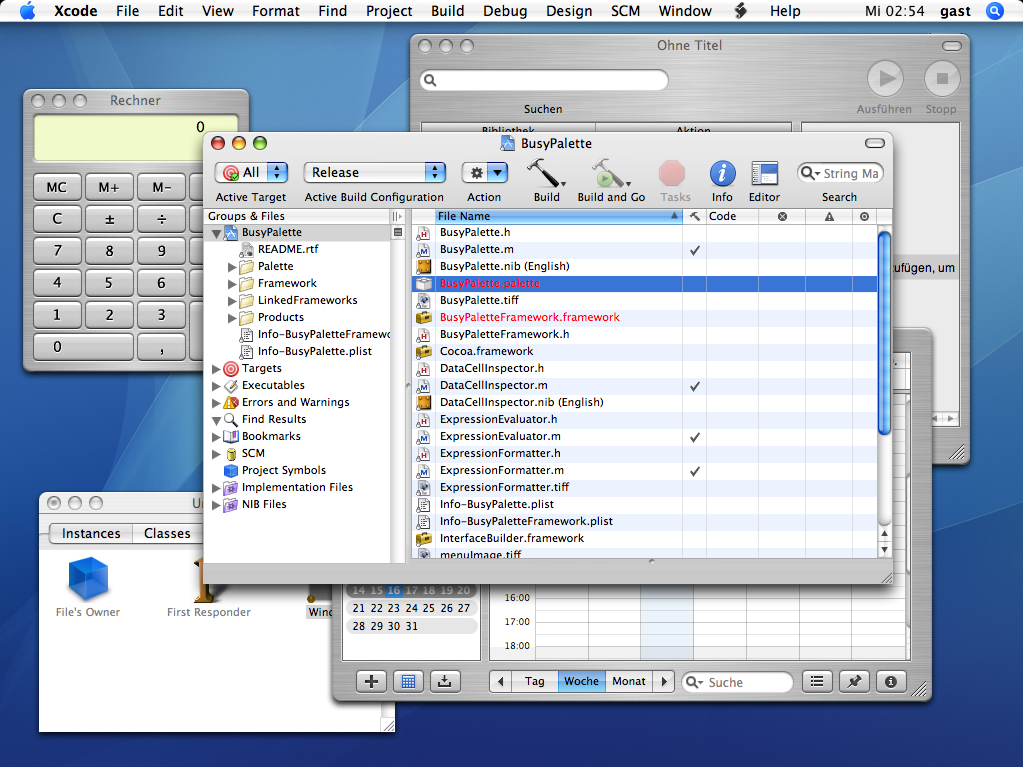 Xcode File Edit View Format Find Project Build Debug Design SCM Window Help Mi 02:54 gast
Ohne Titel
Suchen
Ausführen Stopp
Bibliothek Aktion
zufügen, um
Rechner
0
MC M+ M-
C ± ÷
7 8 9
4 5 6
1 2 3
0 ,
BusyPalette
All Release String Ma
Active Target Active Build Configuration Action Build Build and Go Tasks Info Editor Search
Groups & Files
BusyPalette
README.rtf
Palette
Framework
LinkedFrameworks
Products
Info-BusyPaletteFramewo
Info-BusyPalette.plist
Targets
Executables
Errors and Warnings
Find Results
Bookmarks
SCM
Project Symbols
Implementation Files
NIB Files
File Name Code
BusyPalette.h
BusyPalette.m
BusyPalette.nib (English)
BusyPalette.palette
BusyPalette.tiff
BusyPaletteFramework.framework
BusyPaletteFramework.h
Cocoa.framework
DataCellInspector.h
DataCellInspector.m
DataCellInspector.nib (English)
ExpressionEvaluator.h
ExpressionEvaluator.m
ExpressionFormatter.h
ExpressionFormatter.m
ExpressionFormatter.tiff
Info-BusyPalette.plist
Info-BusyPaletteFramework.plist
InterfaceBuilder.framework
menuImage.tiff
Instances Classes
File's Owner First Responder Wind
14 15 16 17 18 19 20
21 22 23 24 25 26 27
28 29 30 31
16:00
17:00
18:00
Tag Woche Monat Suche